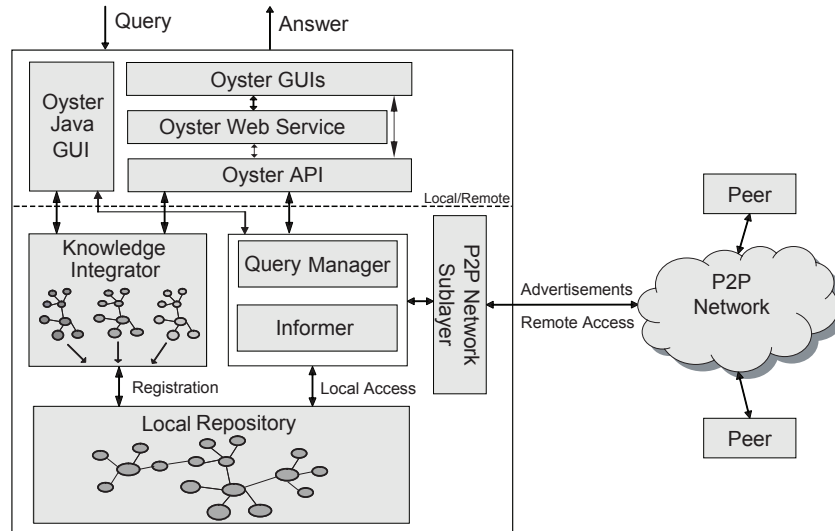 Query
Answer
Oyster
Java
GUI
Oyster GUIs
Oyster Web Service
Oyster API
Local/Remote
Knowledge
Integrator
Query Manager
Informer
P2P Network
Sublayer
Advertisements
Remote Access
Peer
P2P
Network
Peer
Registration
Local Access
Local Repository